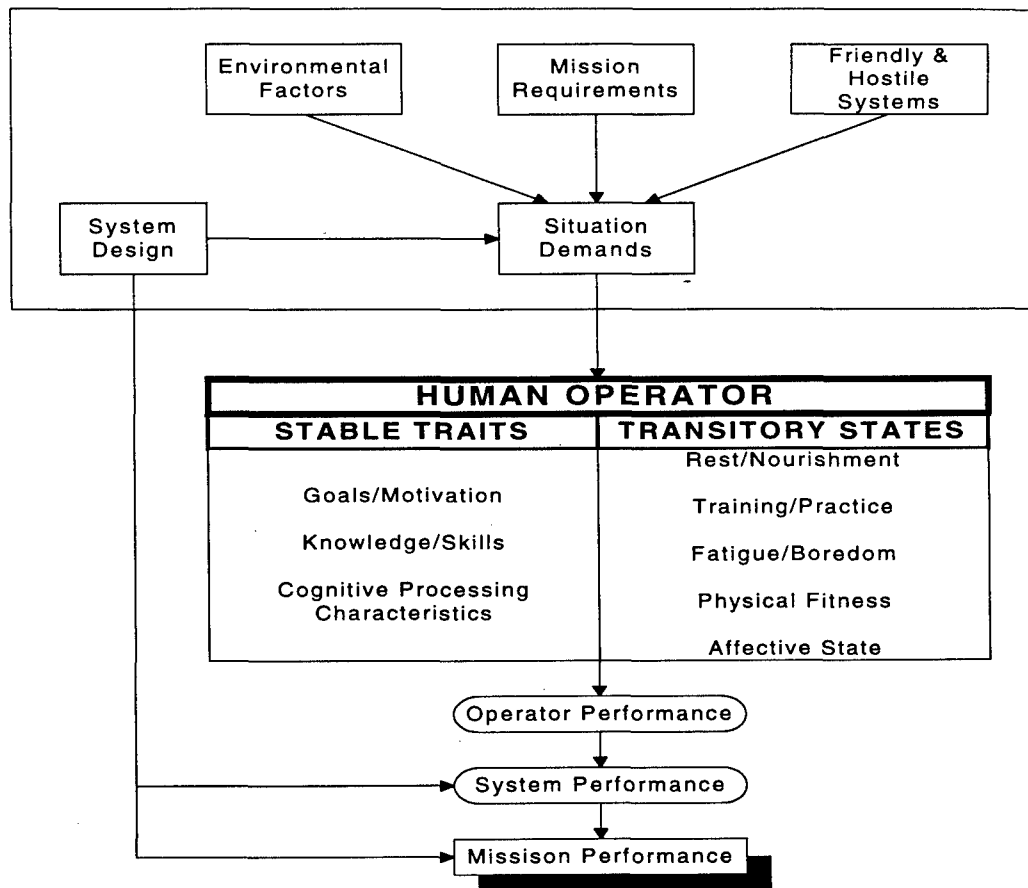 Environmental
Factors
Mission
Requirements
Friendly &
Hostile
Systems
System
Design
Situation
Demands
HUMAN OPERATOR
STABLE TRAITS
TRANSITORY STATES
Goals/Motivation
Knowledge/Skills
Cognitive Processing
Characteristics
Rest/Nourishment
Training/Practice
Fatigue/Boredom
Physical Fitness
Affective State
Operator Performance
System Performance
Missison Performance